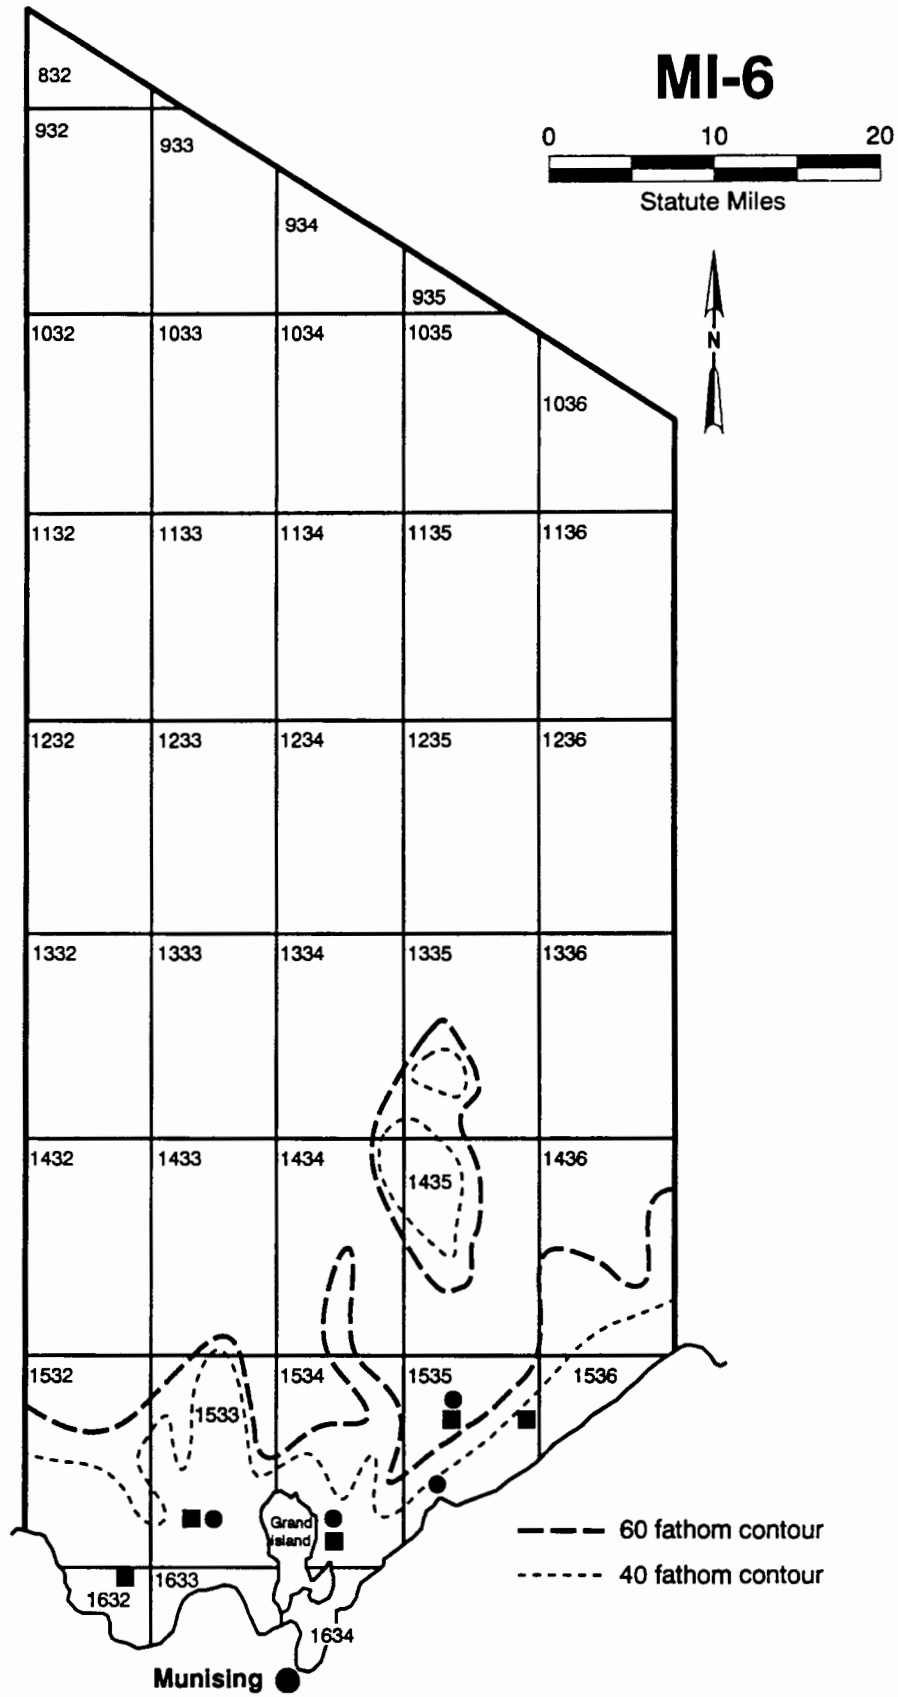 MI-6
0 10 20
Statute Miles
N
832
932
933
934
935
1032 1033 1034 1035
1036
1132 1133 1134 1135 1136
1232 1233 1234 1235 1236
1332 1333 1334 1335 1336
1432 1433 1434 1436
1435
1532 1534 1535 1536
1533
Grand
Island
60 fathom contour
40 fathom contour
1633
1632
1634
Munising